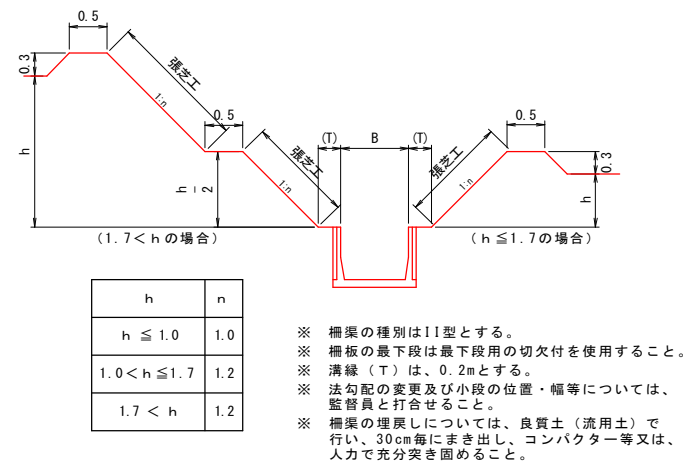 0.5
0.3
張芝工
1:n
0.5
h
h
2
張芝工
1:n
(T)
B
(T)
張芝工
1:n
0.5
0.3
h
(1.7<hの場合)
(h≦1.7の場合)
h n
h ≦ 1.0 1.0
1.0<h≦1.7 1.2
1.7 < h 1.2
※ 柵渠の種別はII型とする。
※ 柵板の最下段は最下段用の切欠付を使用すること。
※ 溝縁(T)は、0.2mとする。
※ 法勾配の変更及び小段の位置・幅等については、
監督員と打合せること。
※ 柵渠の埋戻しについては、良質土(流用土)で
行い、30cm毎にまき出し、コンパクター等又は、
人力で充分突き固めること。